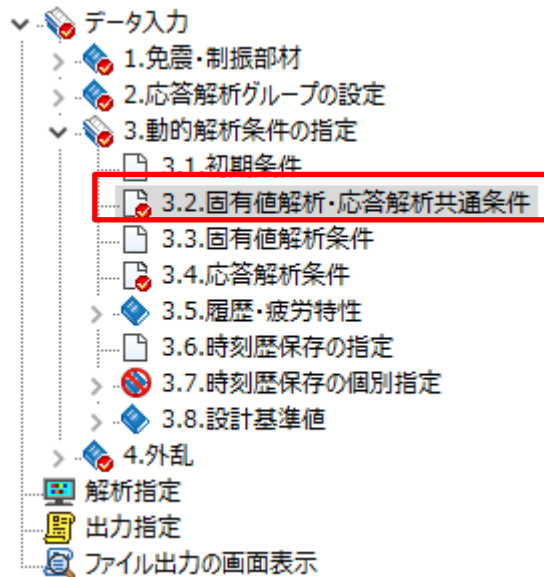 データ入力
1.免震・制振部材
2.応答解析グループの設定
3.動的解析条件の指定
3.1.初期条件
3.2.固有値解析・応答解析共通条件
3.3.固有値解析条件
3.4.応答解析条件
3.5.履歴・疲労特性
3.6.時刻歴保存の指定
3.7.時刻歴保存の個別指定
3.8.設計基準値
4.外乱
解析指定
出力指定
ファイル出力の画面表示